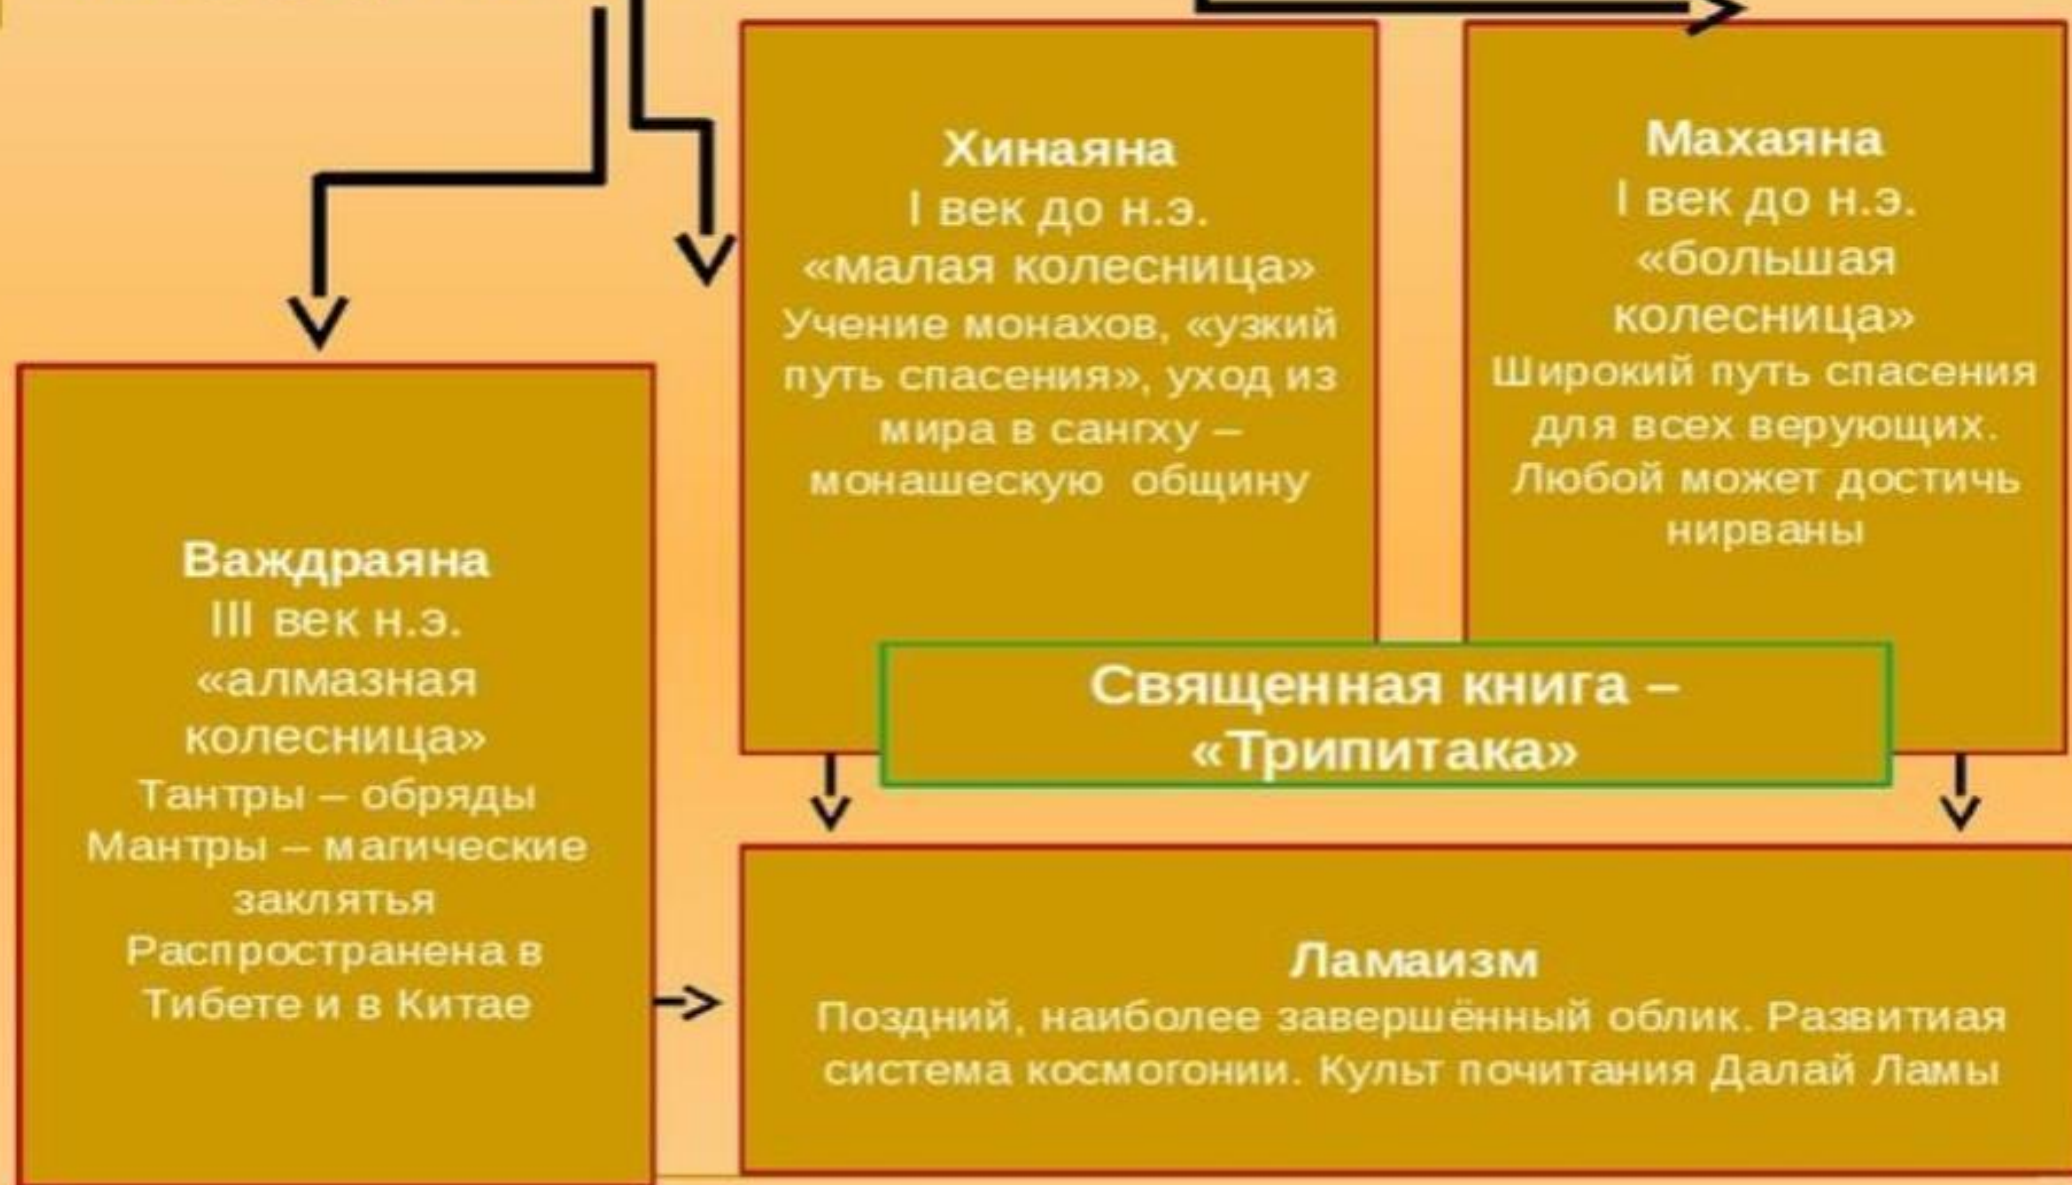 Хинаяна
I век до н.э.
«малая колесница»
Учение монахов, «узкий
путь спасения», уход из
мира в сангху –
монашескую общину
Махаяна
I век до н.э.
«большая
колесница»
Широкий путь спасения
для всех верующих.
Любой может достичь
нирваны
Важдраяна
III век н.э.
«алмазная
колесница»
Тантры – обряды
Мантры – магические
заклятья
Распространена в
Тибете и в Китае
Священная книга –
«Трипитака»
Ламаизм
Поздний, наиболее завершённый облик. Развитиая
система космогонии. Культ почитания Далай Ламы